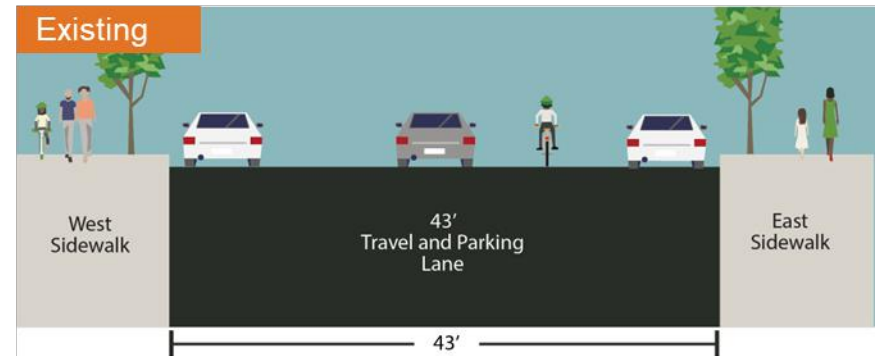 Existing
West
Sidewalk
43’
Travel and Parking
Lane
East
Sidewalk
43’